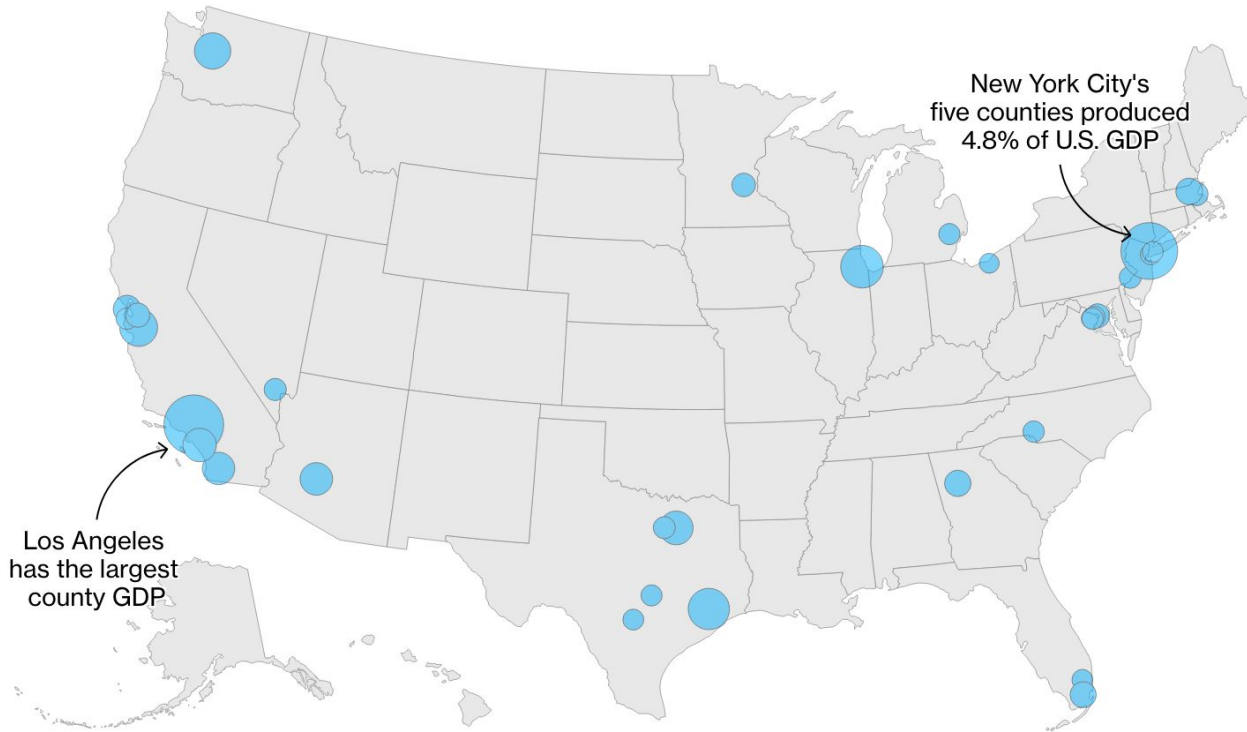 New York City's
five counties produced
4.8% of U.S. GDP
Los Angeles
has the largest
county GDP